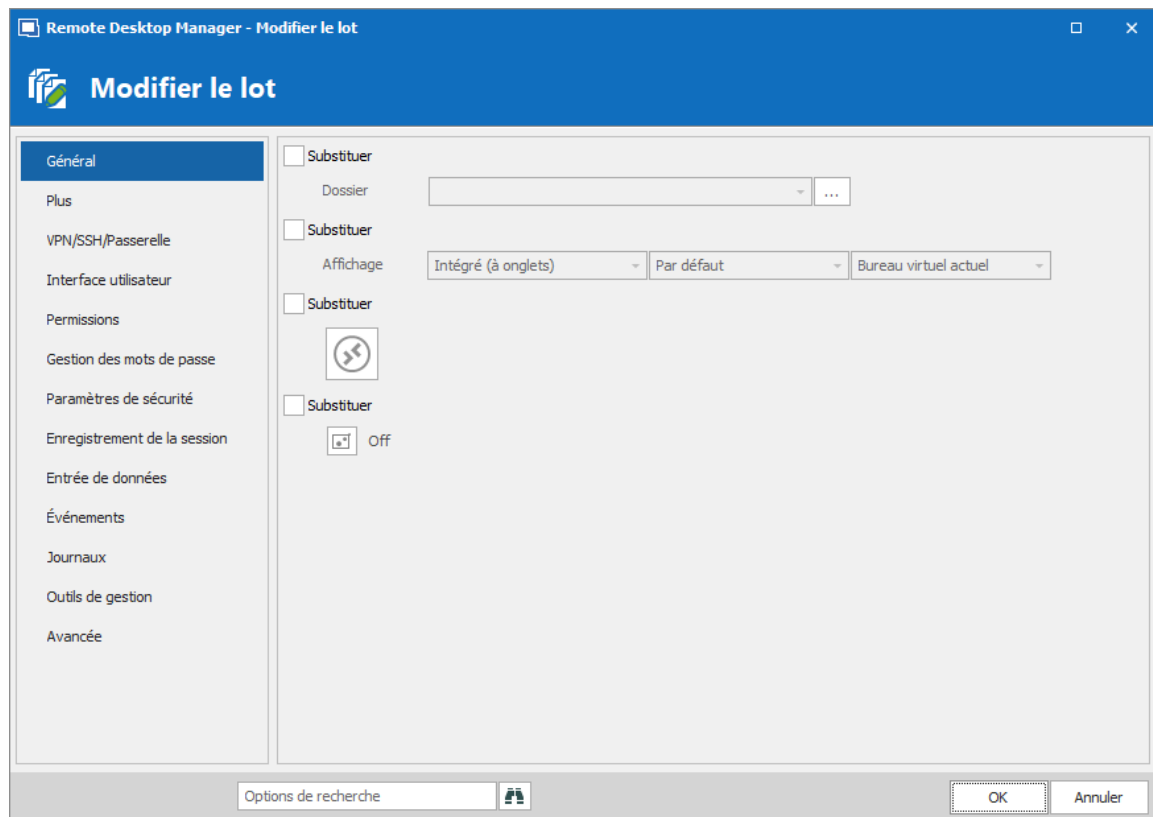 Remote Desktop Manager - Modifier le lot
Modifier le lot
Général
Plus
VPN/SSH/Passerelle
Interface utilisateur
Permissions
Gestion des mots de passe
Paramètres de sécurité
Enregistrement de la session
Entrée de données
Événements
Journaux
Outils de gestion
Avancée
Substituer
Dossier ...
Substituer
Affichage Intégré (à onglets) Par défaut Bureau virtuel actuel
Substituer
Substituer
Off
Options de recherche
OK Annuler